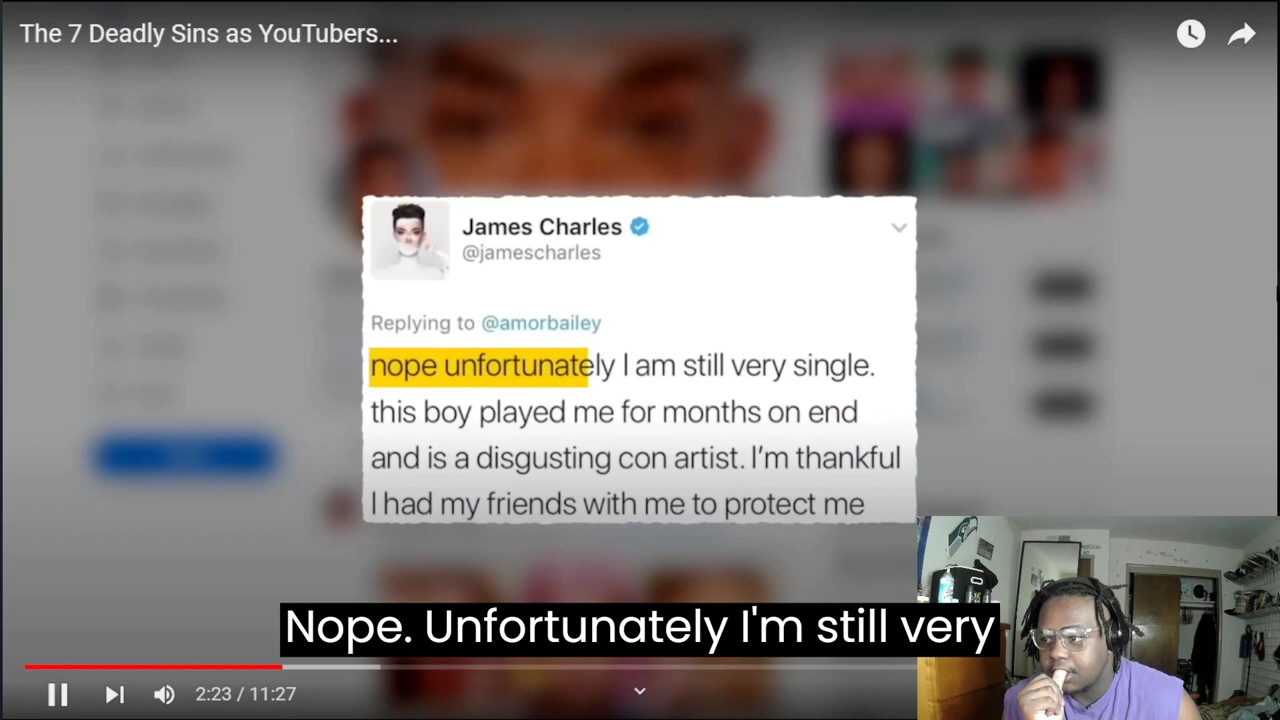 The 7 Deadly Sins as YouTubers...
James Charles
@jamescharles
Replying to @amorbailey
nope unfortunately I am still very single.
this boy played me for months on end
and is a disgusting con artist. I'm thankful
I had my friends with me to protect me
Nope. Unfortunately I'm still very
2:23 / 11:27